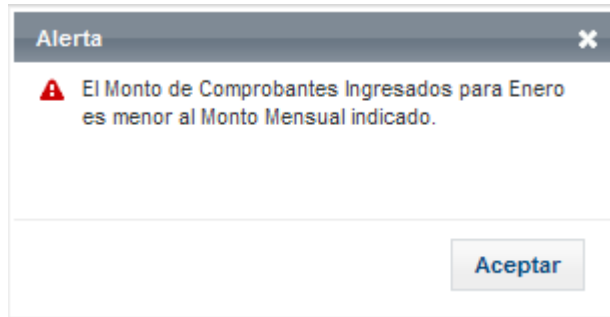 Alerta
El Monto de Comprobantes Ingresados para Enero
es menor al Monto Mensual indicado.
Aceptar